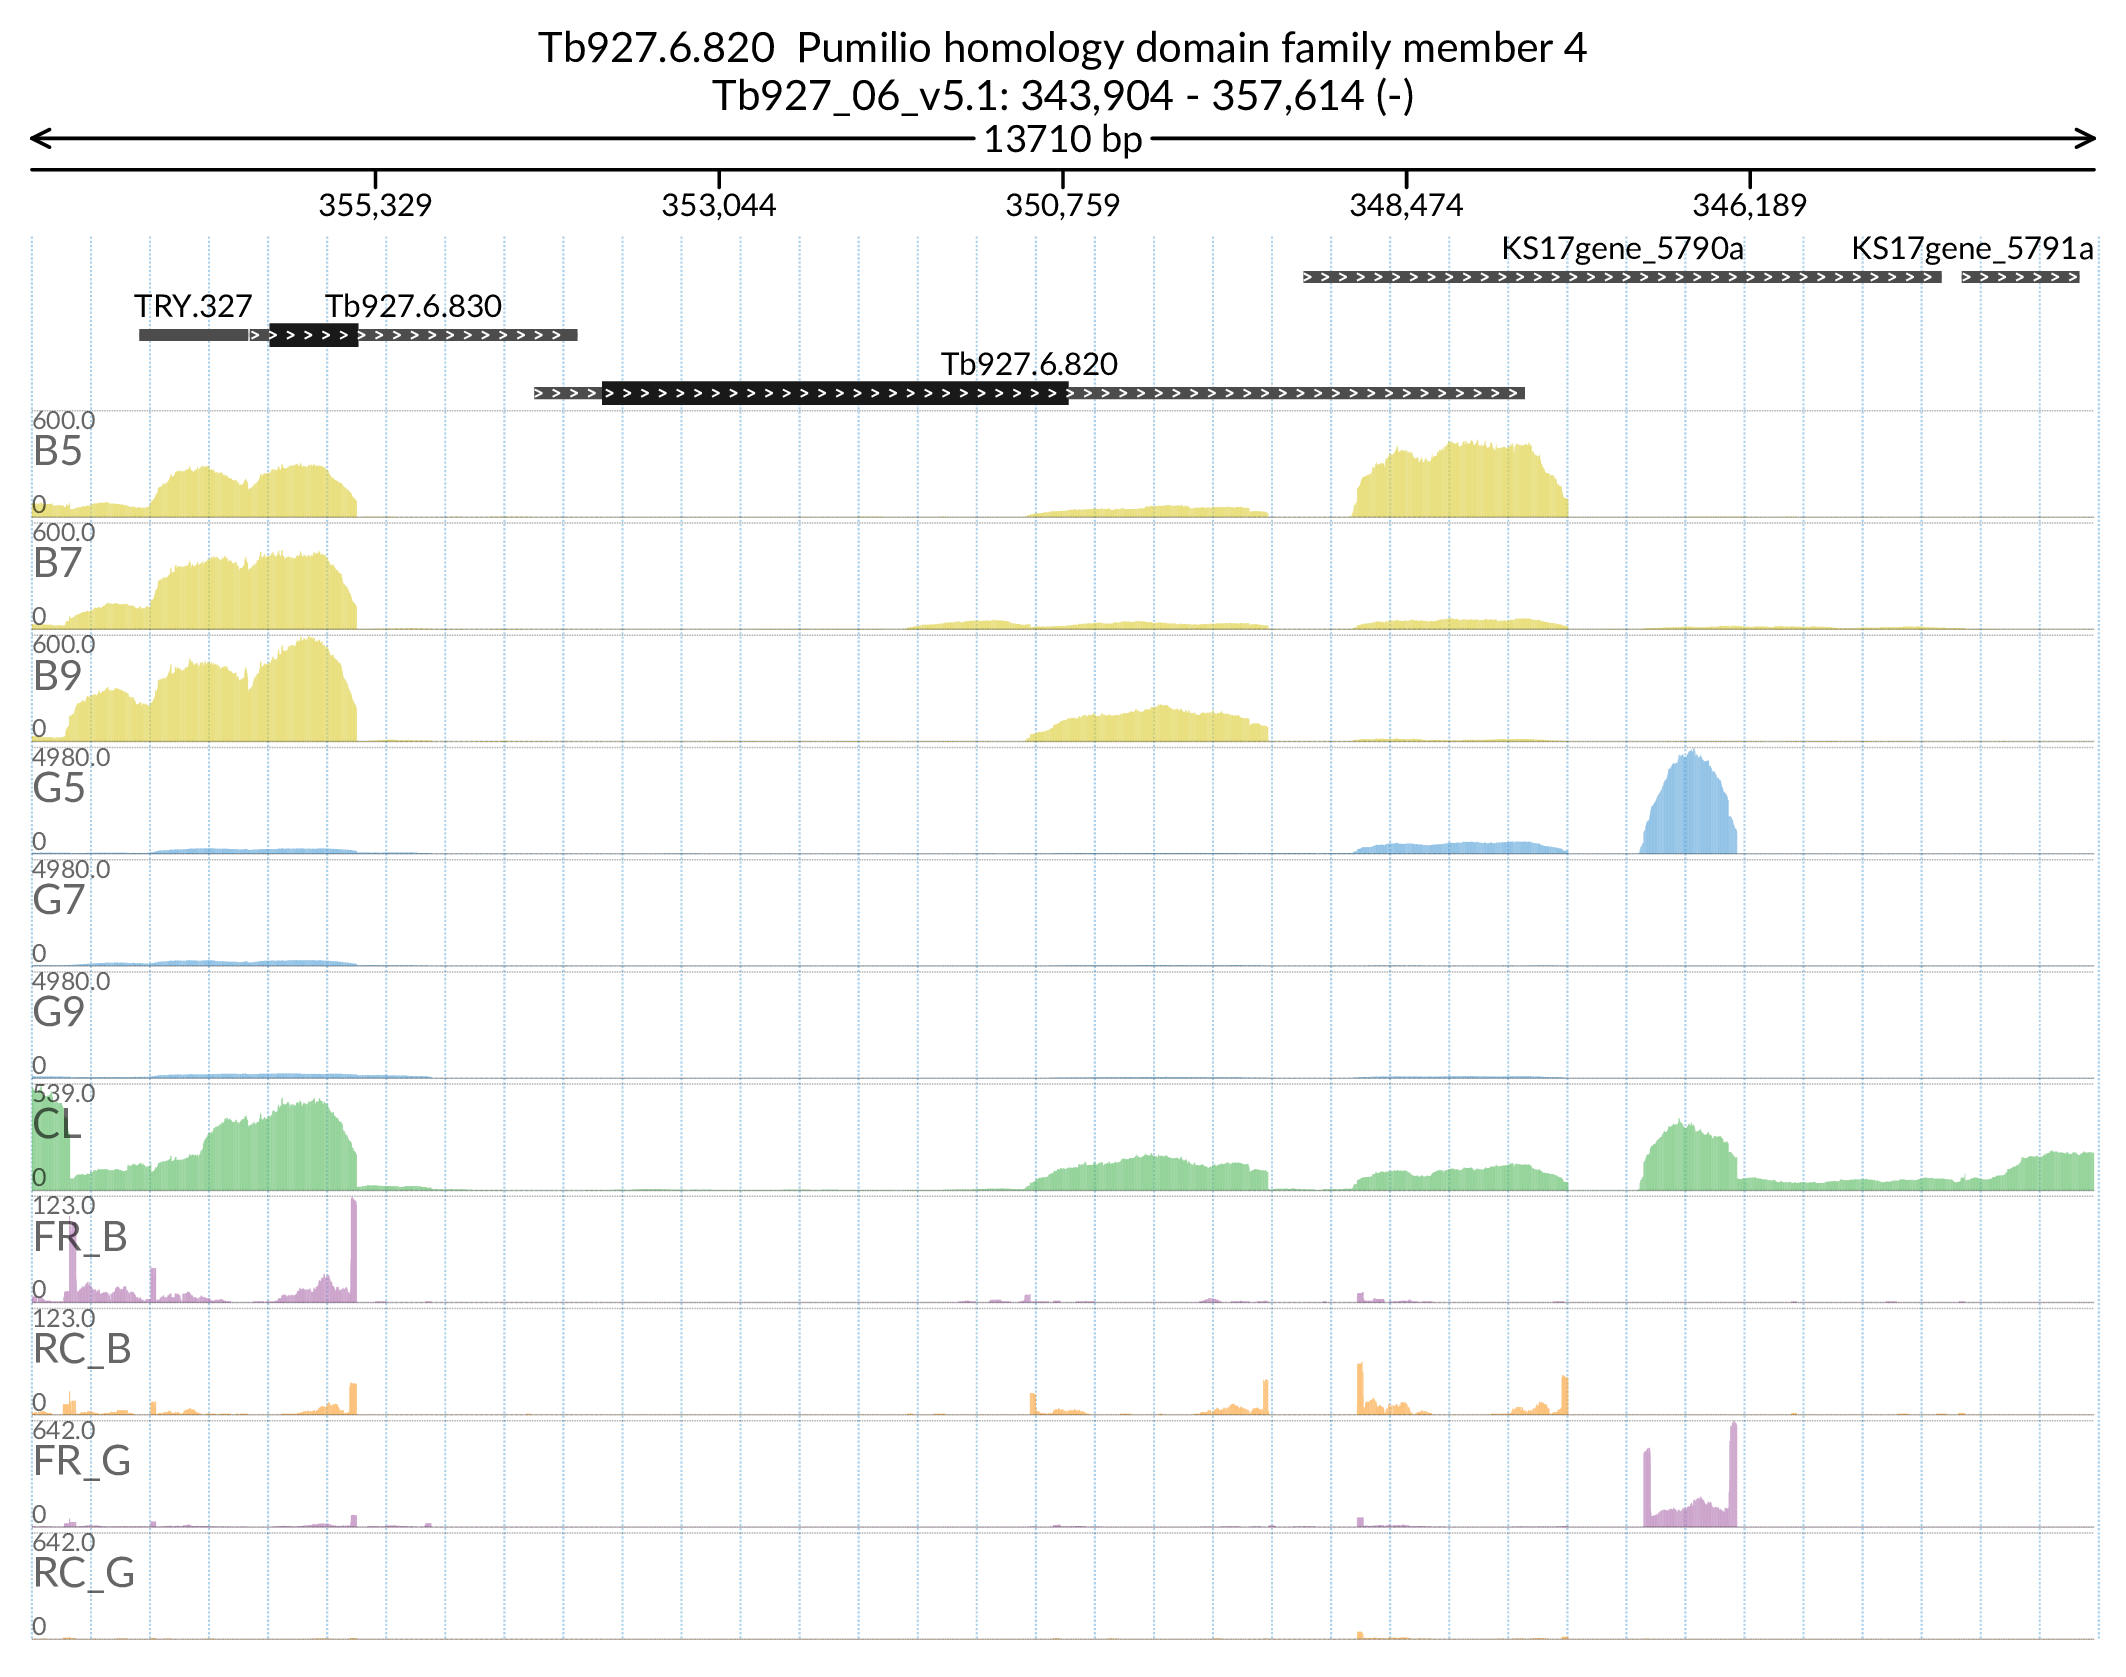 Tb927.6.820  Pumilio homology domain family member 4
Tb927_06_v5.1: 343,904 - 357,614 (-)
13710 bp
355,329 353,044 350,759 348,474 346,189
KS17gene_5790a KS17gene_5791a
TRY.327 Tb927.6.830
Tb927.6.820
600.0
B5
0
600.0
B7
0
600.0
B9
0
4980.0
G5
0
4980.0
G7
0
4980.0
G9
0
539.0
CL
0
123.0
FR_B
0
123.0
RC_B
0
642.0
FR_G
0
642.0
RC_G
0